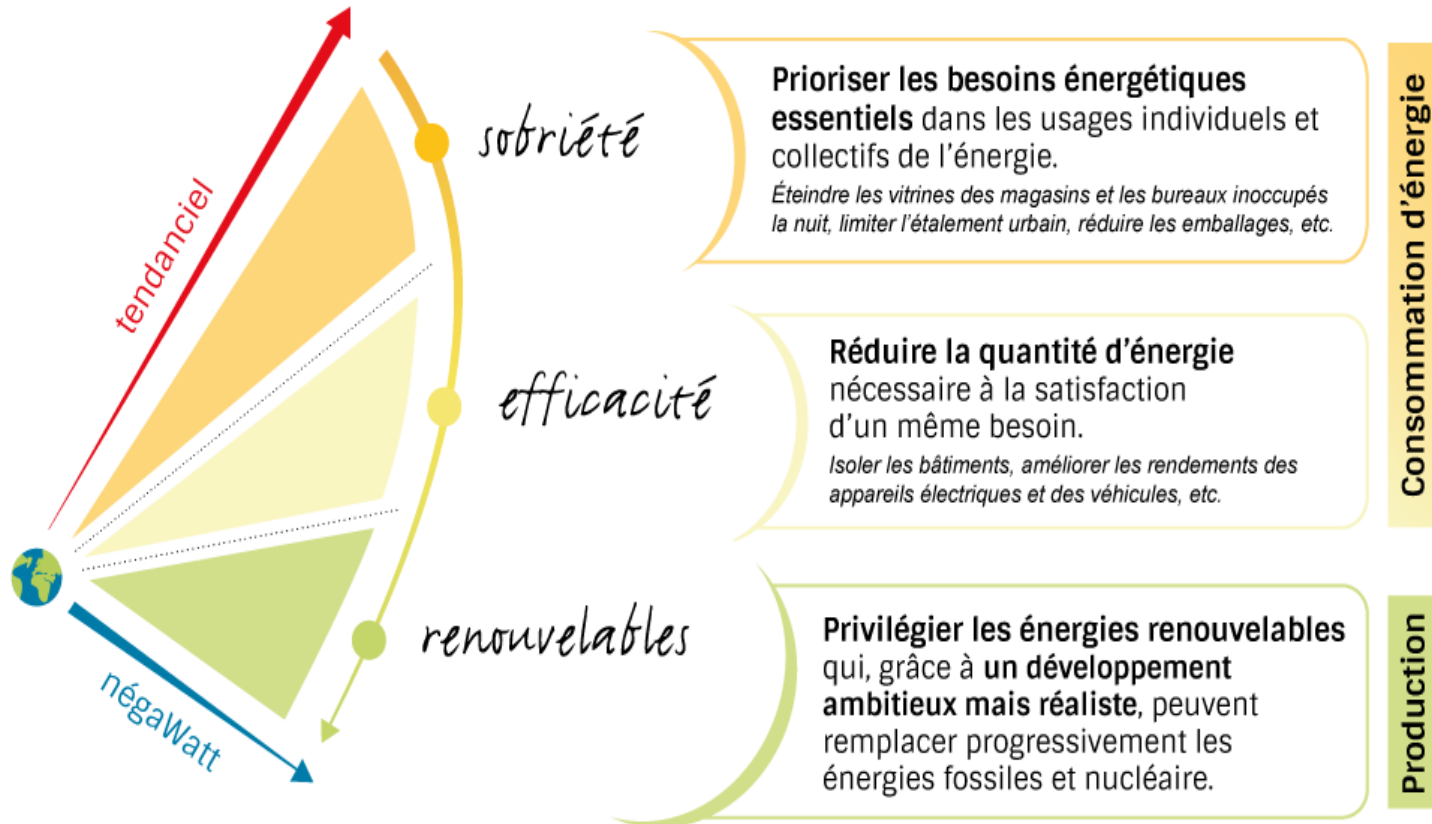 tendanciel
négaWatt
sobriété
Prioriser les besoins énergétiques
essentiels dans les usages individuels et
collectifs de l’énergie.
Éteindre les vitrines des magasins et les bureaux inoccupés
la nuit, limiter l’étalement urbain, réduire les emballages, etc.
efficacité
Réduire la quantité d’énergie
nécessaire à la satisfaction
d’un même besoin.
Isoler les bâtiments, améliorer les rendements des
appareils électriques et des véhicules, etc.
Consommation d’énergie
renouvelables
Privilégier les énergies renouvelables
qui, grâce à un développement
ambitieux mais réaliste, peuvent
remplacer progressivement les
énergies fossiles et nucléaire.
Production